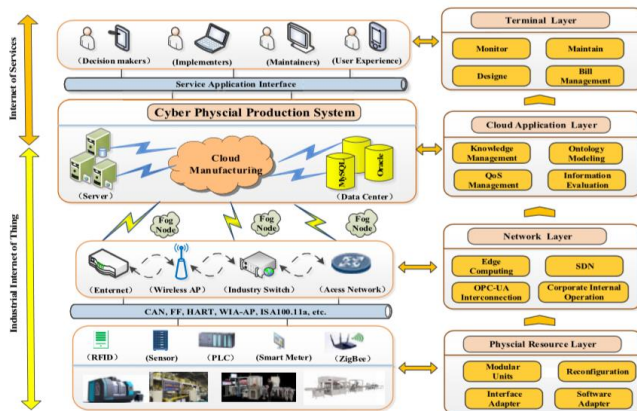 Internet of Services
Industrial Internet of Thing
(Decision makers)
(Implementers)
(Maintainers)
(User Experience)
Service Application Interface
Cyber Physcial Production System
Cloud
Manufacturing
(Server)
MySQL
Oracle
(Data Center)
Fog
Node
Fog
Node
Fog
Node
(Enternet)
(Wireless AP)
(Industry Switch)
(Acess Network)
CAN, FF, HART, WIA-AP, ISA100.11a, etc.
(RFID)
(Sensor)
(PLC)
(Smart Meter)
(ZigBee)
Terminal Layer
Monitor
Maintain
Designe
Bill
Management
Cloud Application Layer
Knowledge
Management
Ontology
Modeling
QoS
Management
Information
Evaluation
Network Layer
Edge
Computing
SDN
OPC-UA
Interconnection
Corporate Internal
Operation
Physcial Resource Layer
Modular
Units
Reconfiguration
Interface
Adapter
Software
Adapter